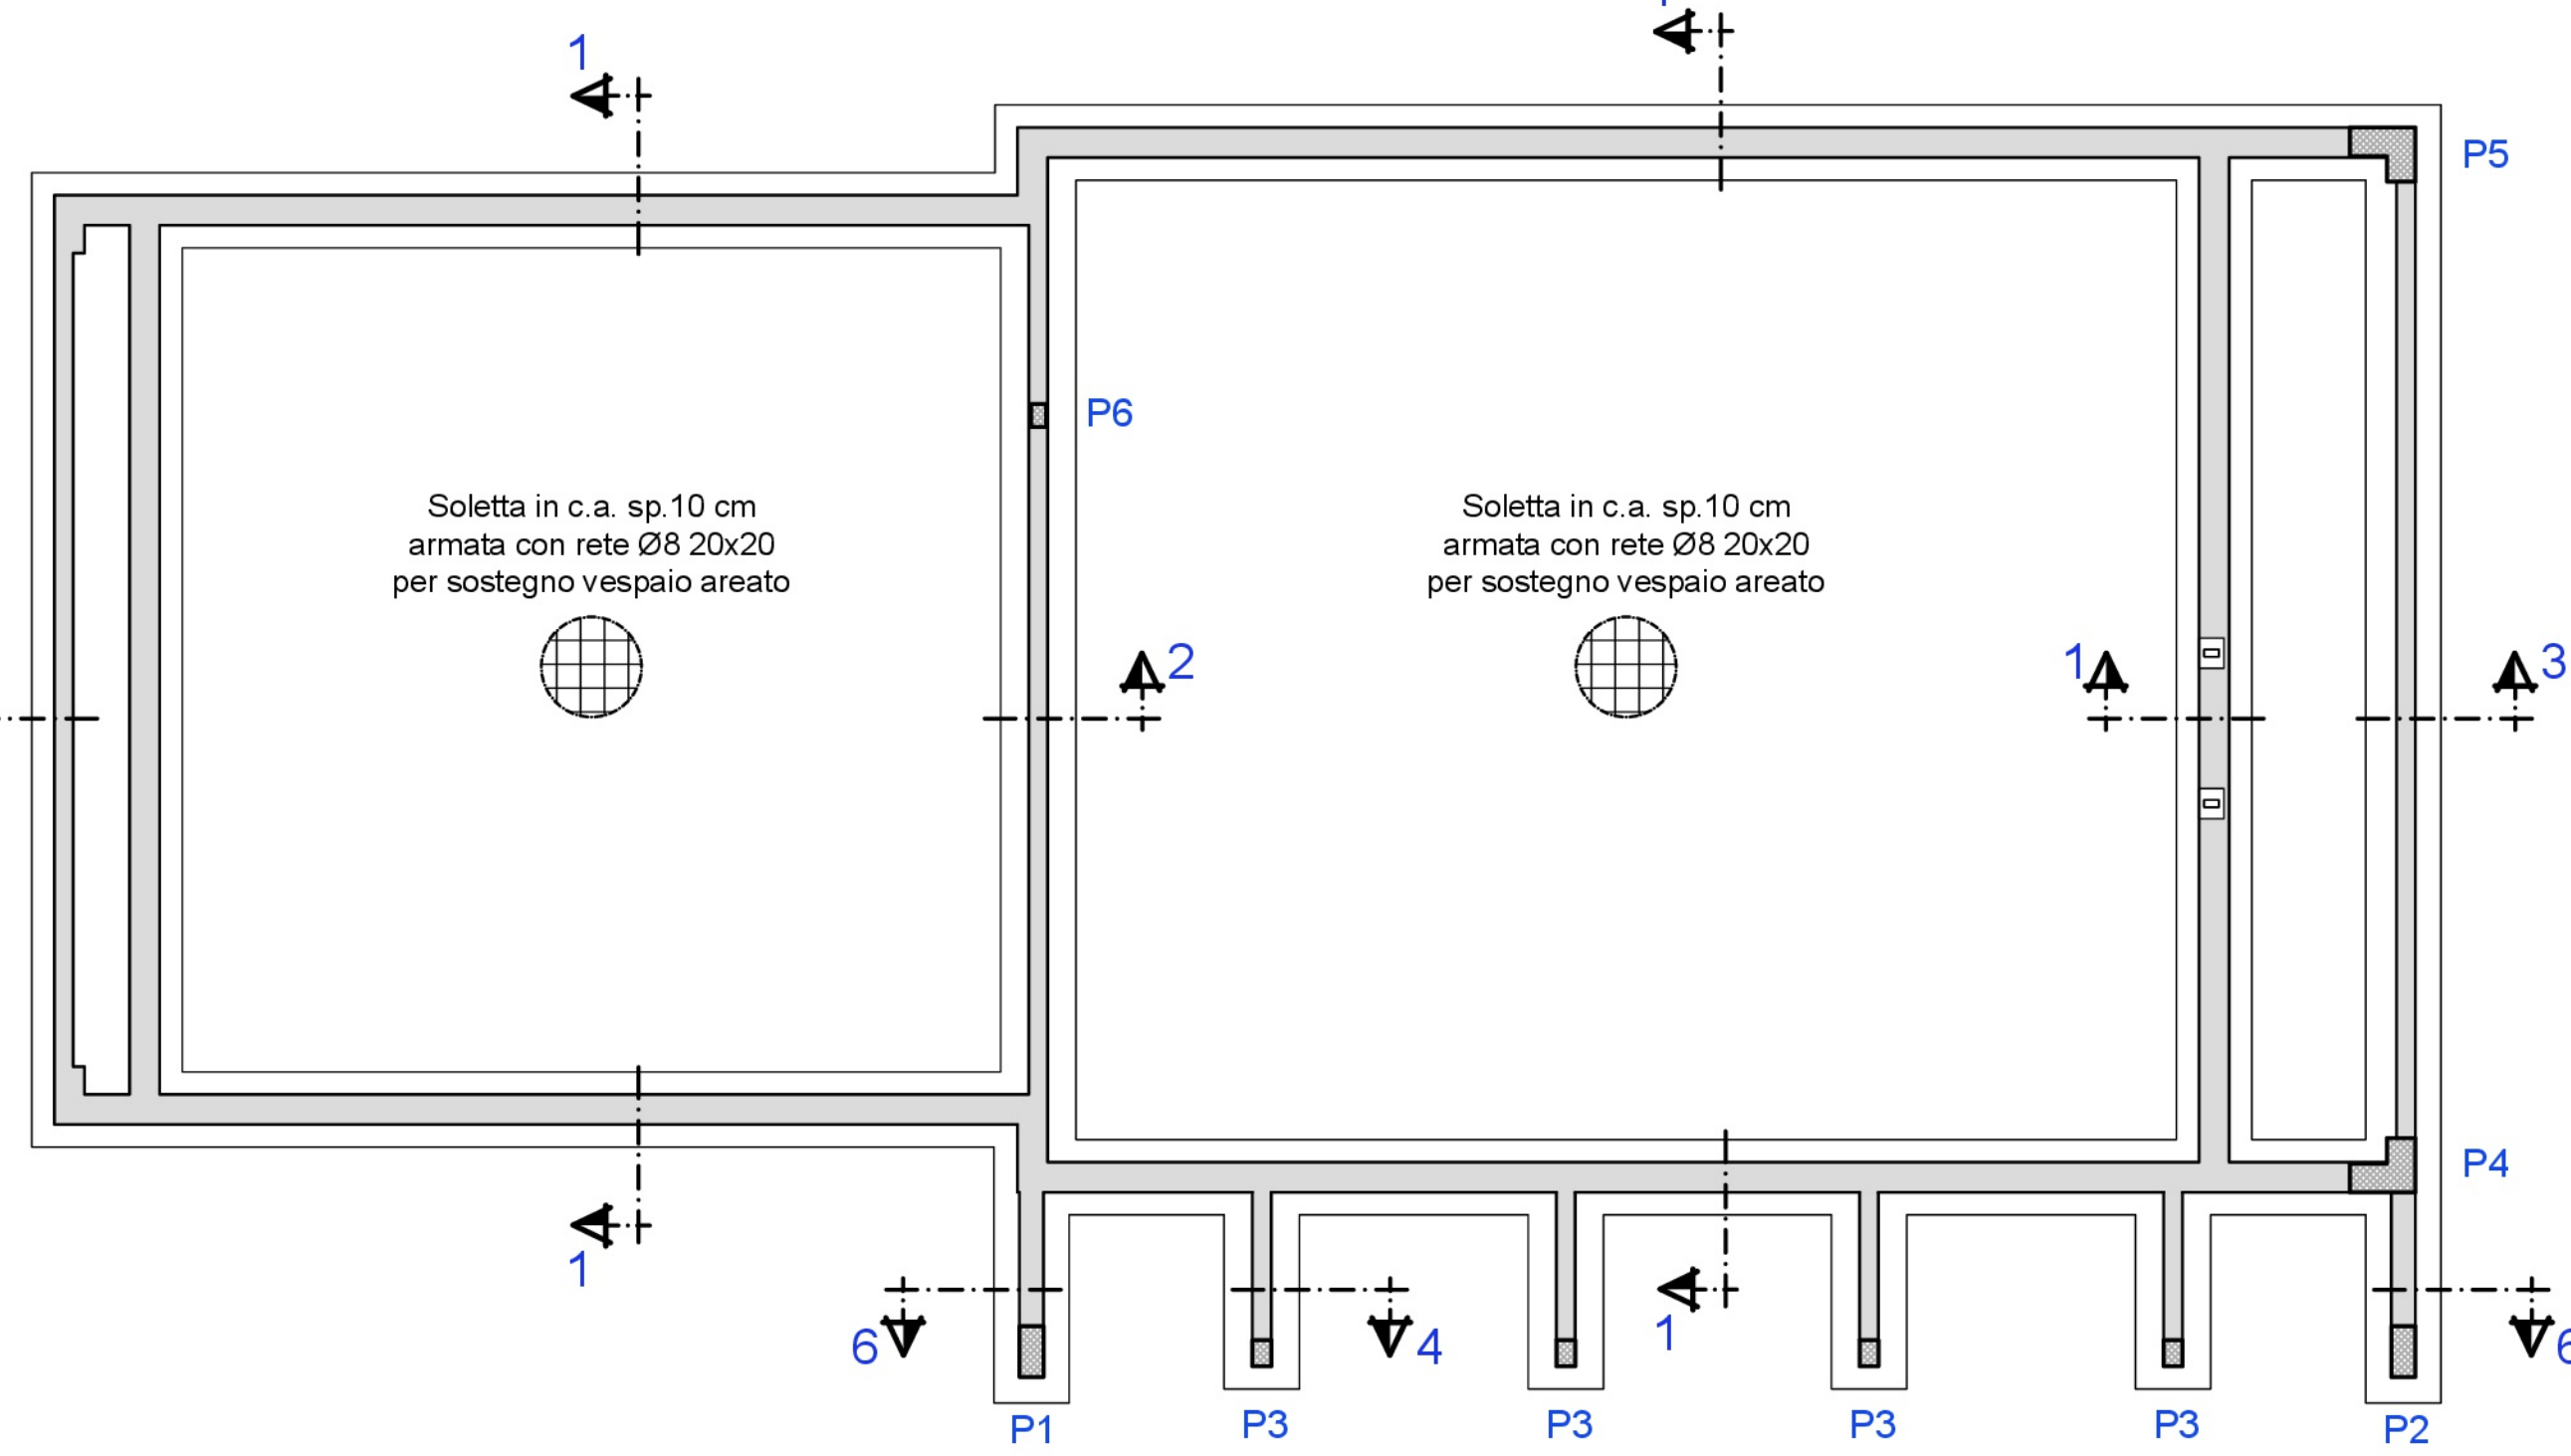 1
P5
P6
Soletta in c.a. sp.10 cm
armata con rete Ø8 20x20
per sostegno vespaio areato
Soletta in c.a. sp.10 cm
armata con rete Ø8 20x20
per sostegno vespaio areato
2
1
3
P4
1
6
4
1
6
P1
P3
P3
P3
P3
P2